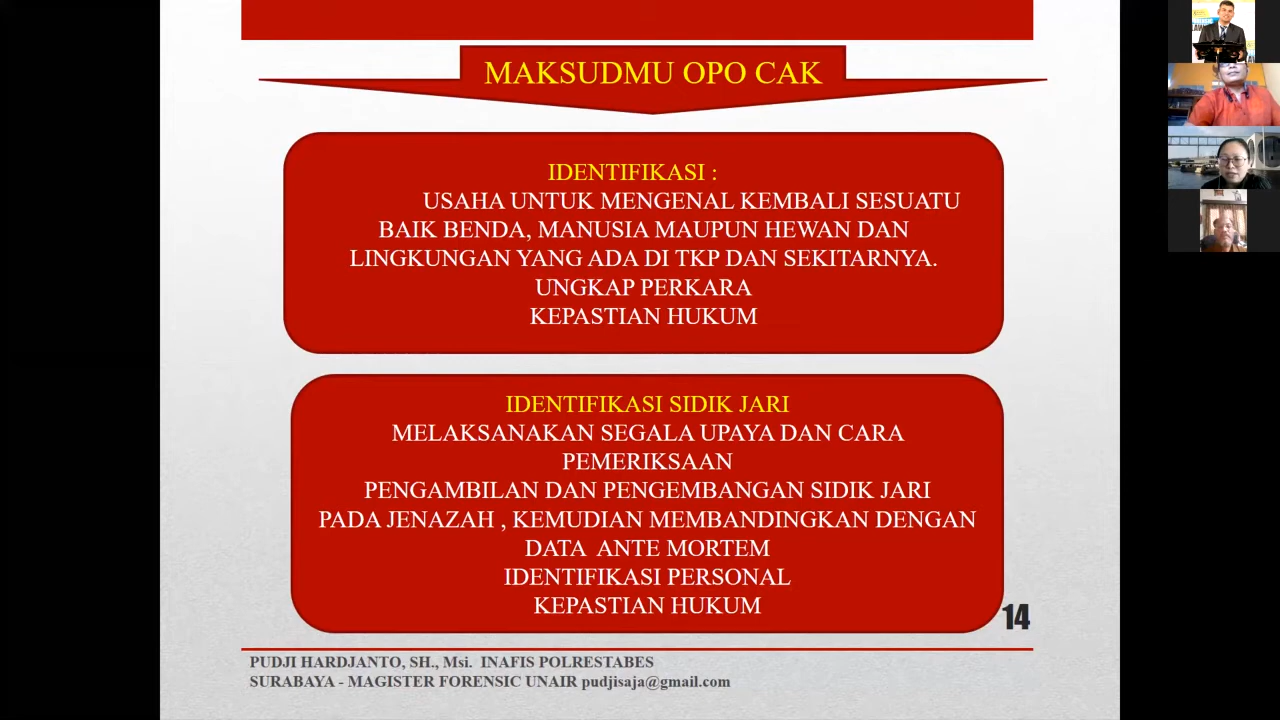 MAKSUDMU OPO CAK
IDENTIFIKASI :
USAHA UNTUK MENGENAL KEMBALI SESUATU
BAIK BENDA, MANUSIA MAUPUN HEWAN DAN
LINGKUNGAN YANG ADA DI TKP DAN SEKITARNYA.
UNGKAP PERKARA
KEPASTIAN HUKUM
IDENTIFIKASI SIDIK JARI
MELAKSANAKAN SEGALA UPAYA DAN CARA
PEMERIKSAAN
PENGAMBILAN DAN PENGEMBANGAN SIDIK JARI
PADA JENAZAH , KEMUDIAN MEMBANDINGKAN DENGAN
DATA  ANTE MORTEM
IDENTIFIKASI PERSONAL
KEPASTIAN HUKUM
14
PUDJI HARDJANTO, SH., Msi.  INAFIS POLRESTABES
SURABAYA - MAGISTER FORENSIC UNAIR pudjisaja@gmail.com